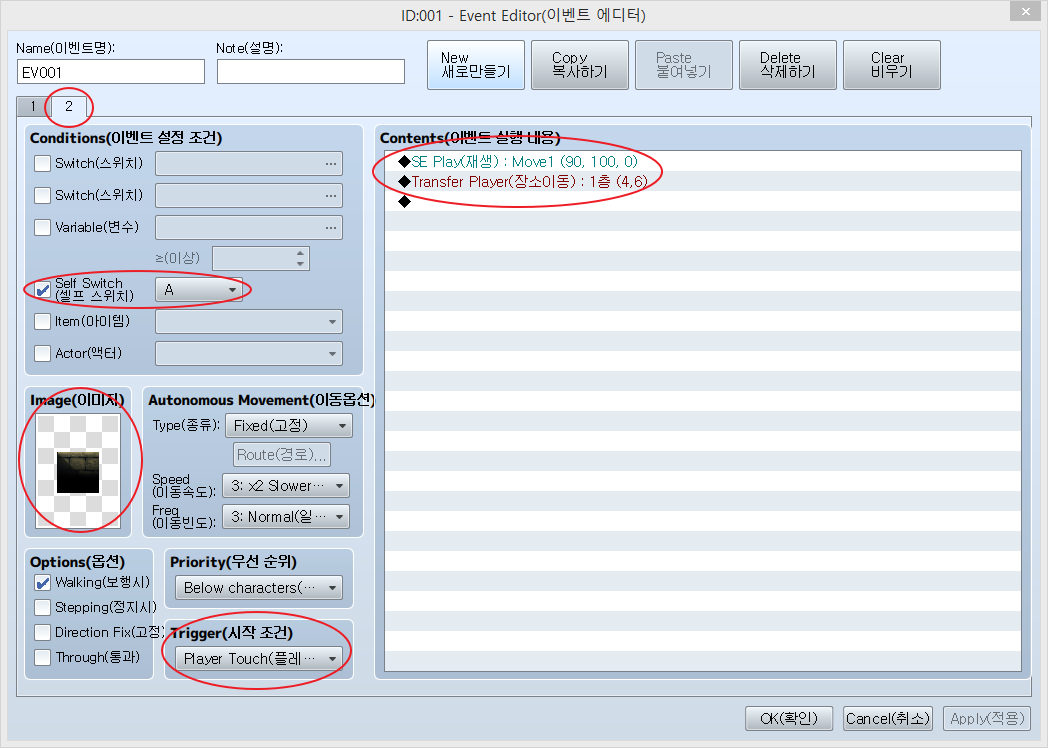 ID:001 - Event Editor(이벤트 에디터)
Name(이벤트명):
Note(설명):
EV001
New
새로만들기
Copy
복사하기
Paste
붙여넣기
Delete
삭제하기
Clear
비우기
1
2
Conditions(이벤트 설정 조건)
Switch(스위치)
Switch(스위치)
Variable(변수)
≥(이상)
Self Switch
(셀프 스위치)
A
Item(아이템)
Actor(액터)
Image(이미지)
Autonomous Movement(이동옵션)
Type(종류):
Fixed(고정)
Route(경로)...
Speed
(이동속도):
3: x2 Slower···
Freq
(이동빈도):
3: Normal(일···
Options(옵션)
Walking(보행시)
Stepping(정지시)
Direction Fix(고정)
Through(통과)
Priority(우선 순위)
Below characters(···
Trigger(시작 조건)
Player Touch(플레···
Contents(이벤트 실행 내용)
◆SE Play(재생) : Move1 (90, 100, 0)
◆Transfer Player(장소이동) : 1층 (4,6)
◆
OK(확인)
Cancel(취소)
Apply(적용)